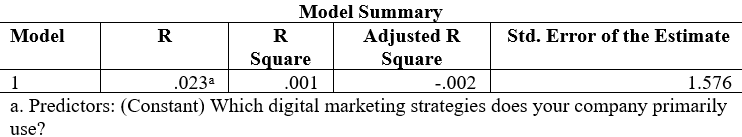 Model Summary
Model R R Square Adjusted R Square Std. Error of the Estimate
1 .023a .001 -.002 1.576
a. Predictors: (Constant) Which digital marketing strategies does your company primarily
use?